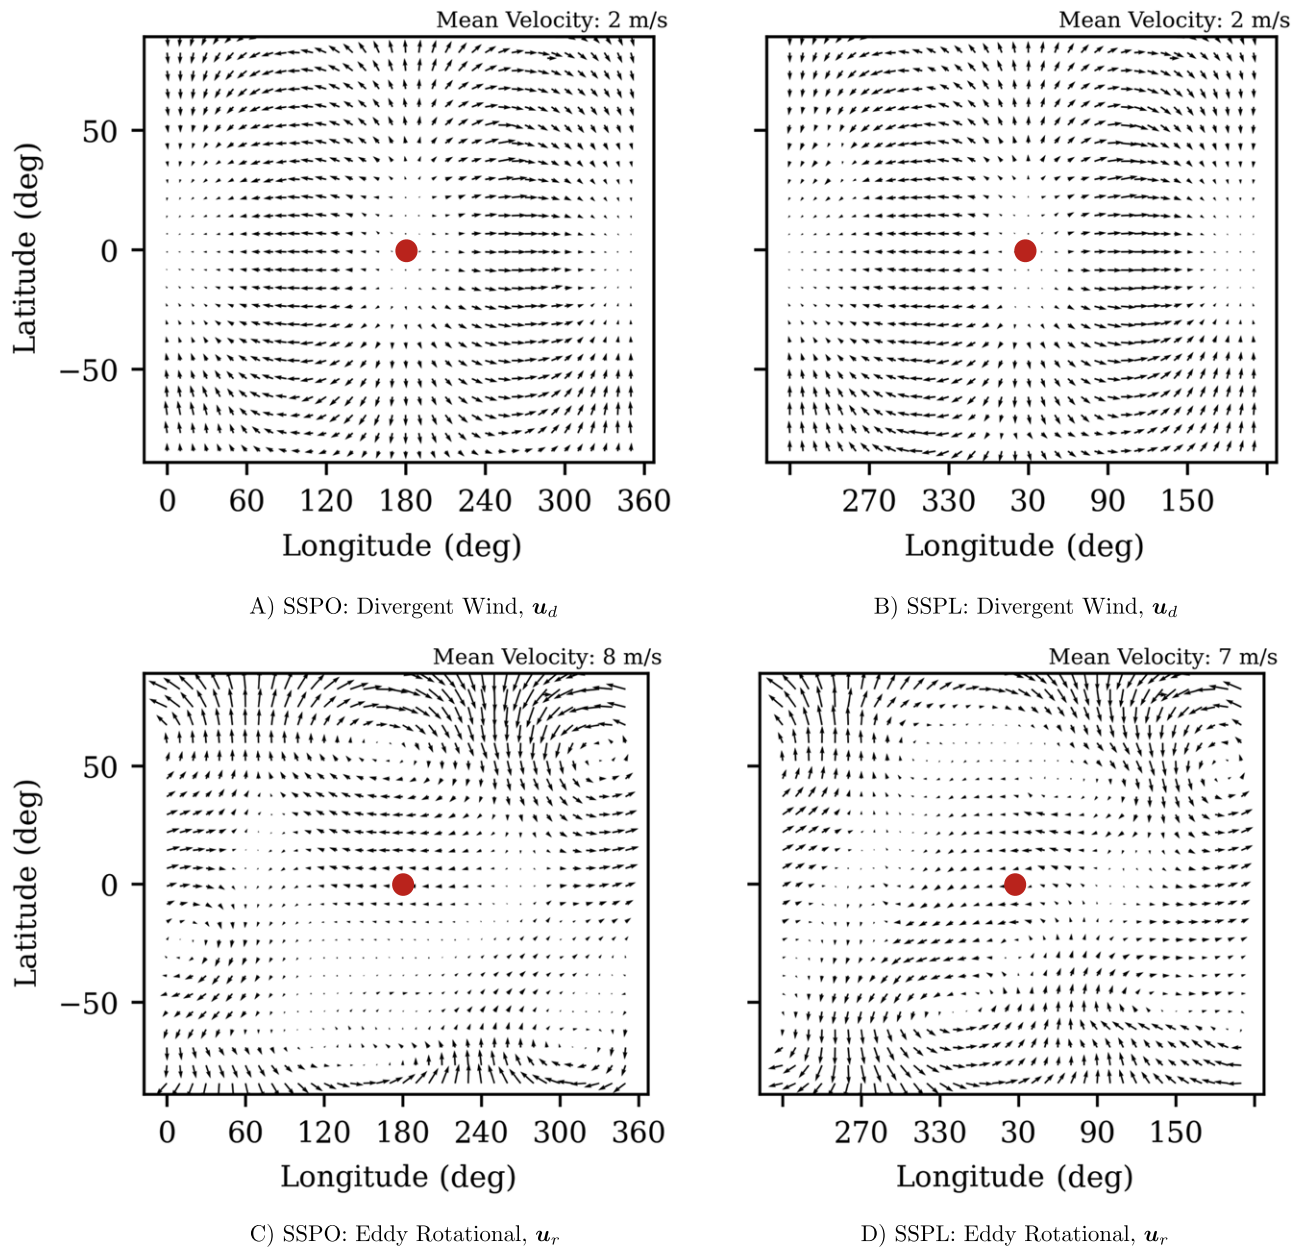 Mean Velocity: 2 m/s
Mean Velocity: 2 m/s
Latitude (deg)
50
0
−50
0 60 120 180 240 300 360
270 330 30 90 150
Longitude (deg)
Longitude (deg)
A) SSPO: Divergent Wind, u_d
B) SSPL: Divergent Wind, u_d
Mean Velocity: 8 m/s
Mean Velocity: 7 m/s
Latitude (deg)
50
0
−50
0 60 120 180 240 300 360
270 330 30 90 150
Longitude (deg)
Longitude (deg)
C) SSPO: Eddy Rotational, u_r
D) SSPL: Eddy Rotational, u_r